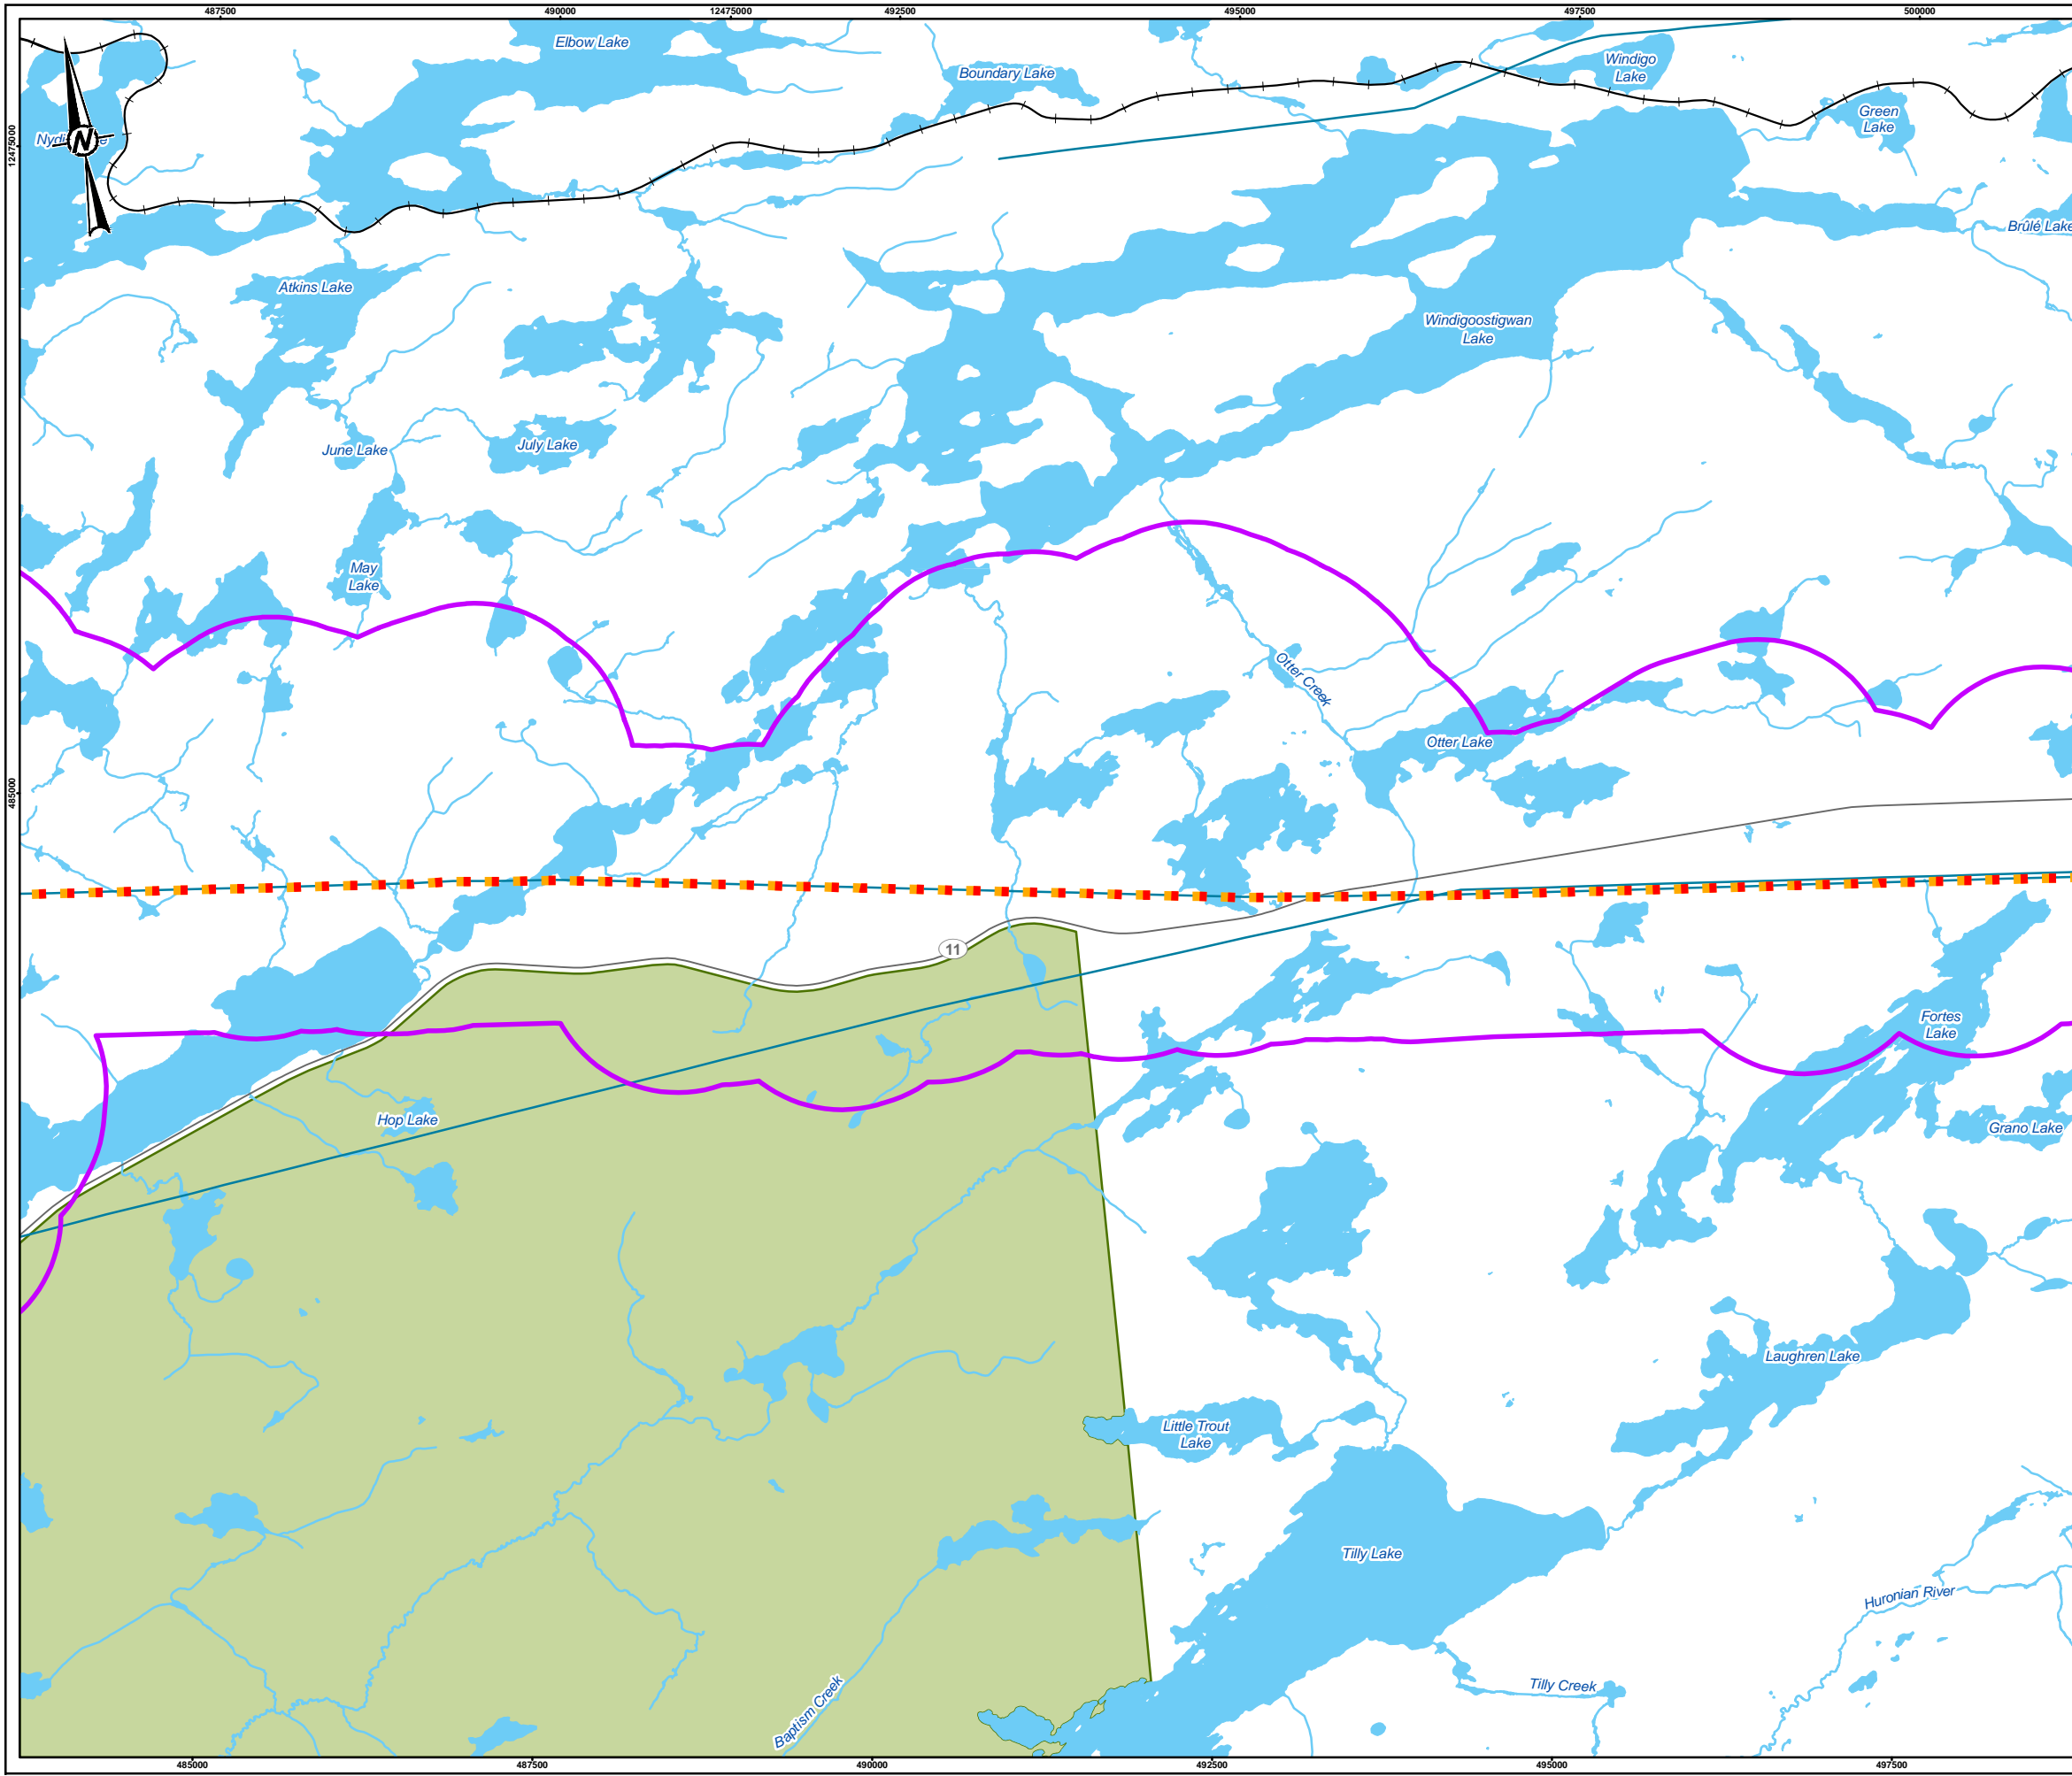 487500
490000
12475000
492500
495000
497500
500000
Elbow Lake
Boundary Lake
Windigo
Lake
Green
Lake
12475000
N
Brûlé Lake
Atkins Lake
Windigoostigwan
Lake
June Lake
July Lake
May
Lake
Otter Creek
Otter Lake
485000
11
Fortes
Lake
Hop Lake
Grano Lake
Laughren Lake
Little Trout
Lake
Tilly Lake
Huronian River
Tilly Creek
Baptism Creek
485000
487500
490000
492500
495000
497500